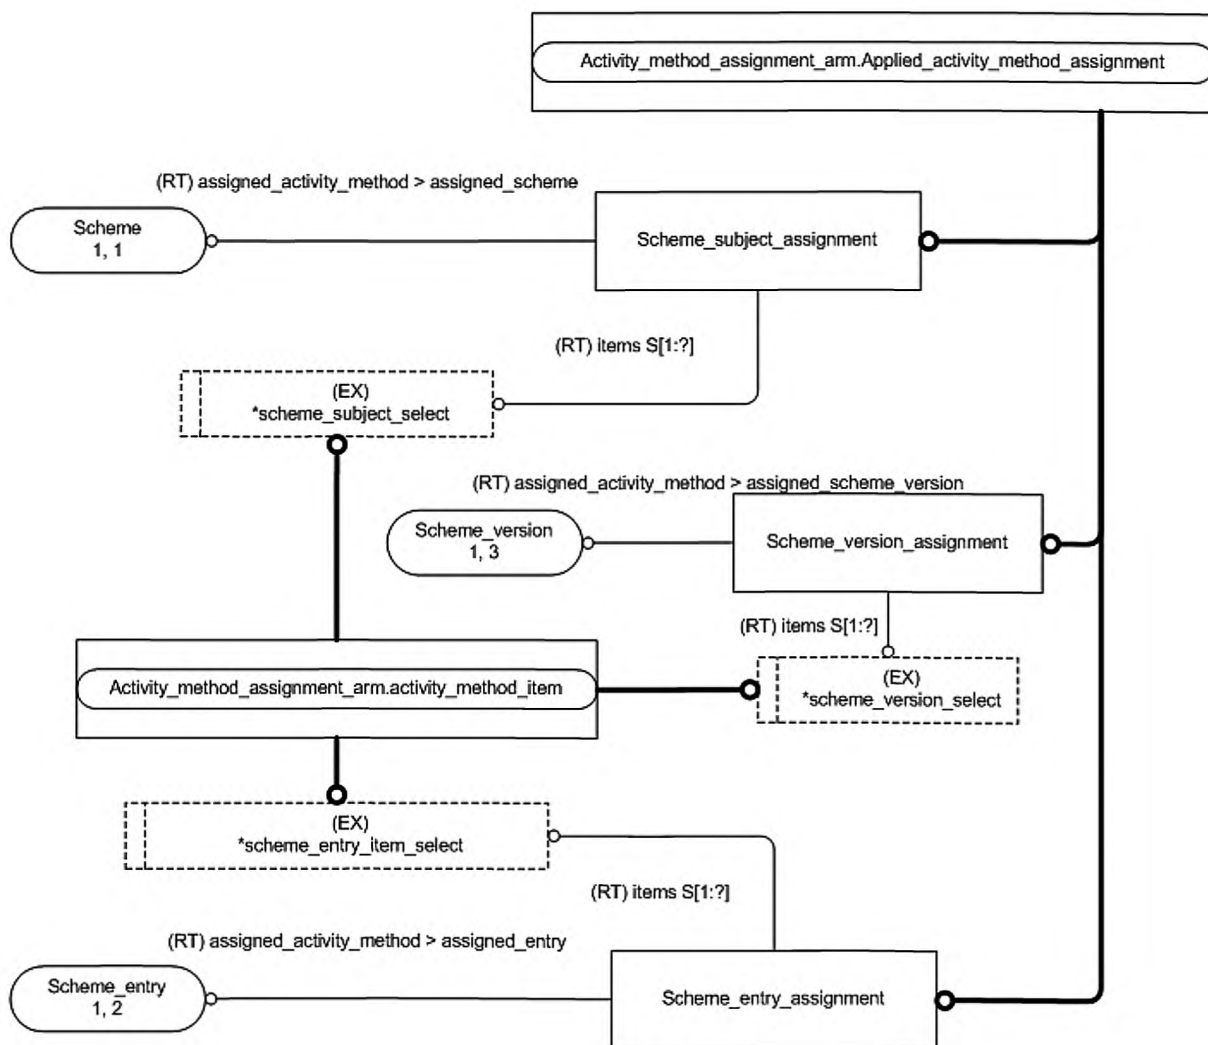 Activity_method_assignment_arm.Applied_activity_method_assignment
(RT) assigned_activity_method > assigned_scheme
Scheme
1, 1
Scheme_subject_assignment
(RT) items S[1:?]
(EX)
*scheme_subject_select
(RT) assigned_activity_method > assigned_scheme_version
Scheme_version
1, 3
Scheme_version_assignment
(RT) items S[1:?]
Activity_method_assignment_arm.activity_method_item
(EX)
*scheme_version_select
(EX)
*scheme_entry_item_select
(RT) items S[1:?]
(RT) assigned_activity_method > assigned_entry
Scheme_entry
1, 2
Scheme_entry_assignment